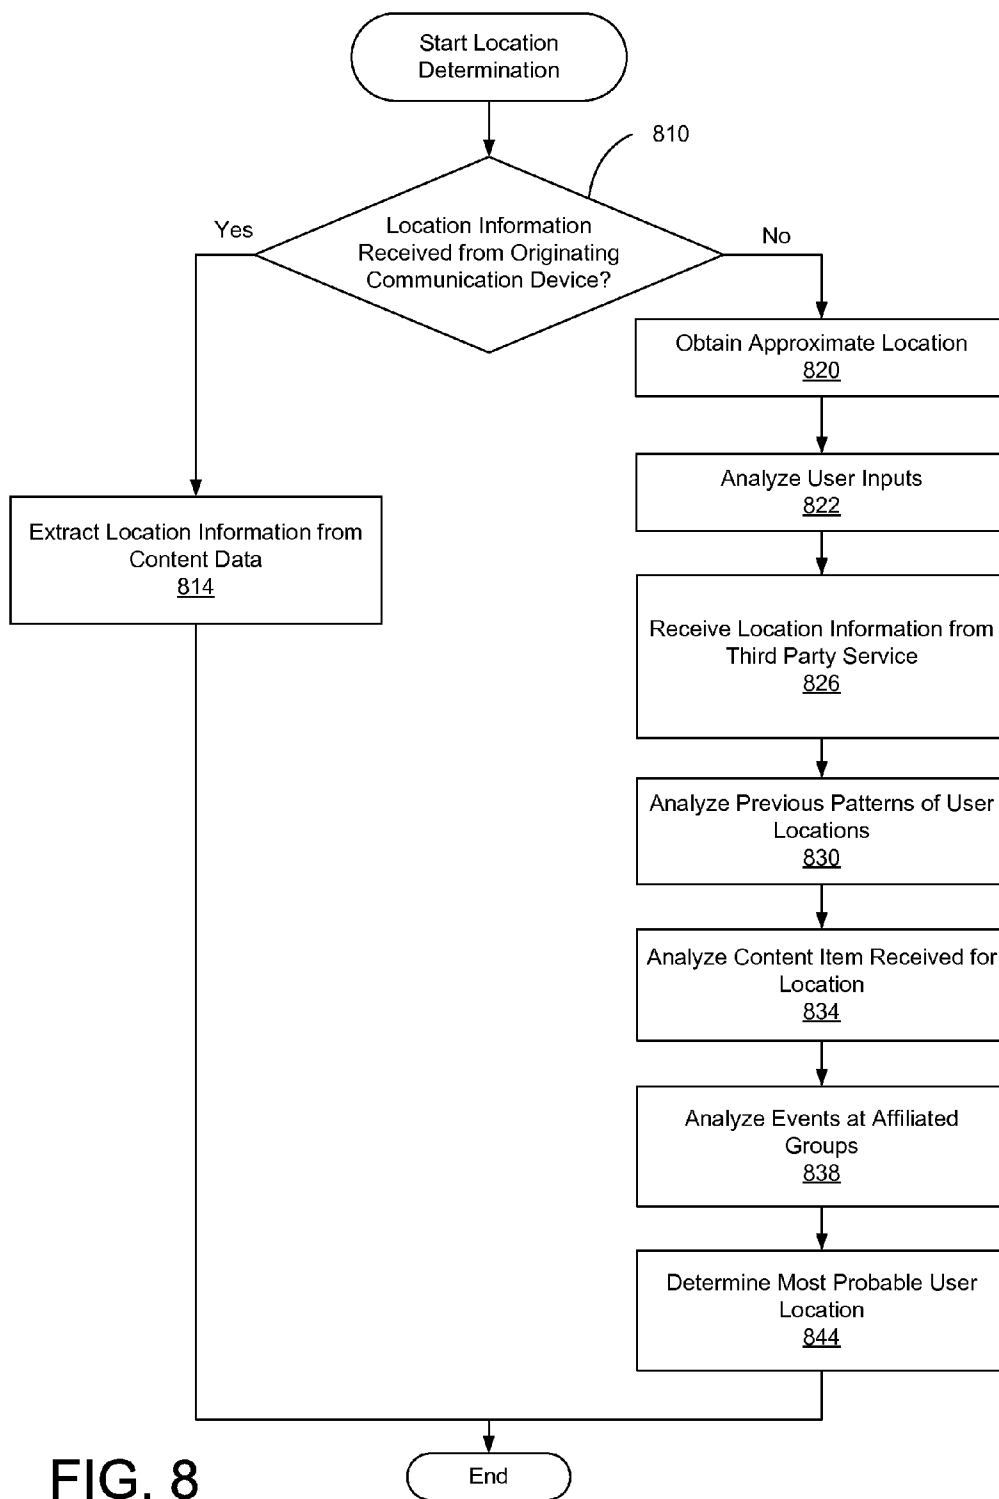 Start Location
Determination
810
Location Information
Received from Originating
Communication Device?
Yes
No
Obtain Approximate Location
820
Analyze User Inputs
822
Extract Location Information from
Content Data
814
Receive Location Information from
Third Party Service
826
Analyze Previous Patterns of User
Locations
830
Analyze Content Item Received for
Location
834
Analyze Events at Affiliated
Groups
838
Determine Most Probable User
Location
844
End
FIG. 8